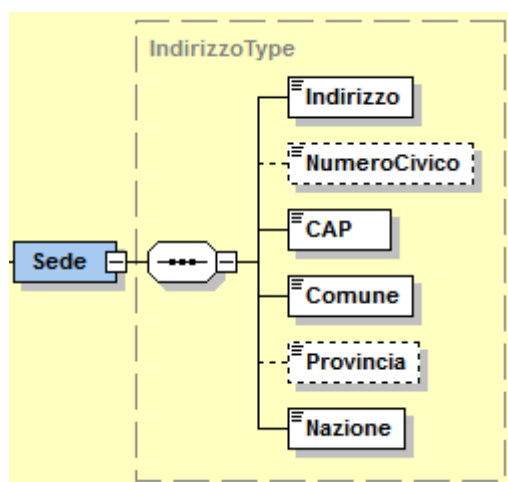 IndirizzoType
Indirizzo
NumeroCivico
CAP
Sede
Comune
Provincia
Nazione